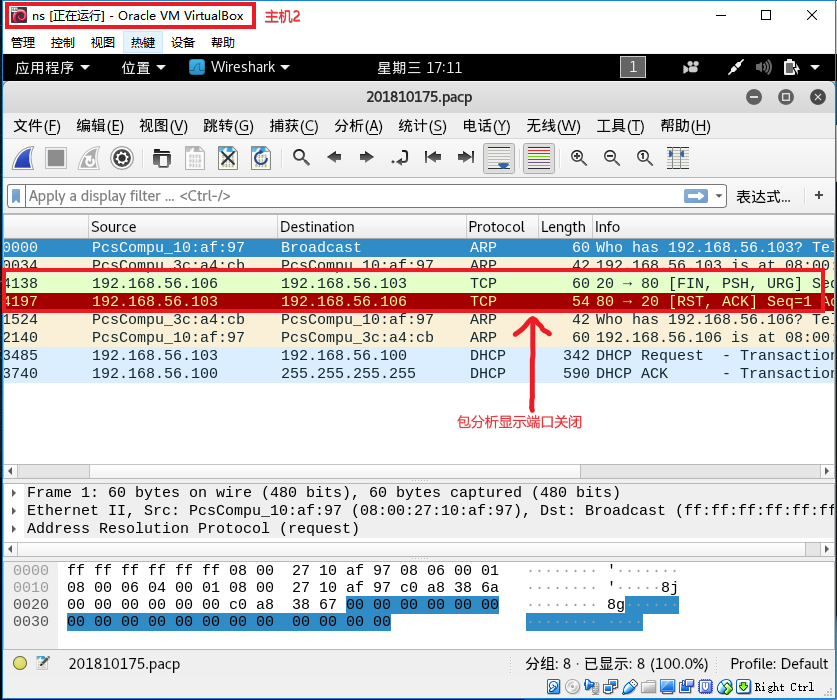 ns [正在运行] - Oracle VM VirtualBox 主机2
管理 控制 视图 热键 设备 帮助
应用程序 位置 Wireshark 星期三 17:11 1
201810175.pacp
文件(F) 编辑(E) 视图(V) 跳转(G) 捕获(C) 分析(A) 统计(S) 电话(Y) 无线(W) 工具(T) 帮助(H)
Apply a display filter ... <Ctrl-/> 表达式... +
Source Destination Protocol Length Info
0000 PcsCompu_10:af:97 Broadcast ARP 60 Who has 192.168.56.103? Tel
0034 PcsCompu_3c:a4:cb PcsCompu_10:af:97 ARP 42 192.168.56.103 is at 08:00:
4138 192.168.56.106 192.168.56.103 TCP 60 20 → 80 [FIN, PSH, URG] Seq
4197 192.168.56.103 192.168.56.106 TCP 54 80 → 20 [RST, ACK] Seq=1 Ac
1524 PcsCompu_3c:a4:cb PcsCompu_10:af:97 ARP 42 Who has 192.168.56.106? Tel
2140 PcsCompu_10:af:97 PcsCompu_3c:a4:cb ARP 60 192.168.56.106 is at 08:00:
3485 192.168.56.103 192.168.56.100 DHCP 342 DHCP Request - Transaction
3740 192.168.56.100 255.255.255.255 DHCP 590 DHCP ACK - Transaction
包分析显示端口关闭
Frame 1: 60 bytes on wire (480 bits), 60 bytes captured (480 bits)
Ethernet II, Src: PcsCompu_10:af:97 (08:00:27:10:af:97), Dst: Broadcast (ff:ff:ff:ff:ff:ff
Address Resolution Protocol (request)
0000 ff ff ff ff ff ff 08 00 27 10 af 97 08 06 00 01 ········ '·······
0010 08 00 06 04 00 01 08 00 27 10 af 97 c0 a8 38 6a ········ '·····8j
0020 00 00 00 00 00 00 c0 a8 38 67 00 00 00 00 00 00 ········ 8g······
0030 00 00 00 00 00 00 00 00 00 00 00 00 ········ ····
201810175.pacp 分组: 8 · 已显示: 8 (100.0%) Profile: Default
Right Ctrl